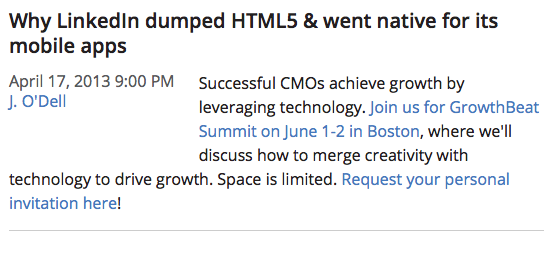 Why LinkedIn dumped HTML5 & went native for its
mobile apps
April 17, 2013 9:00 PM
J. O'Dell
Successful CMOs achieve growth by
leveraging technology. Join us for GrowthBeat
Summit on June 1-2 in Boston, where we'll
discuss how to merge creativity with
technology to drive growth. Space is limited. Request your personal
invitation here!